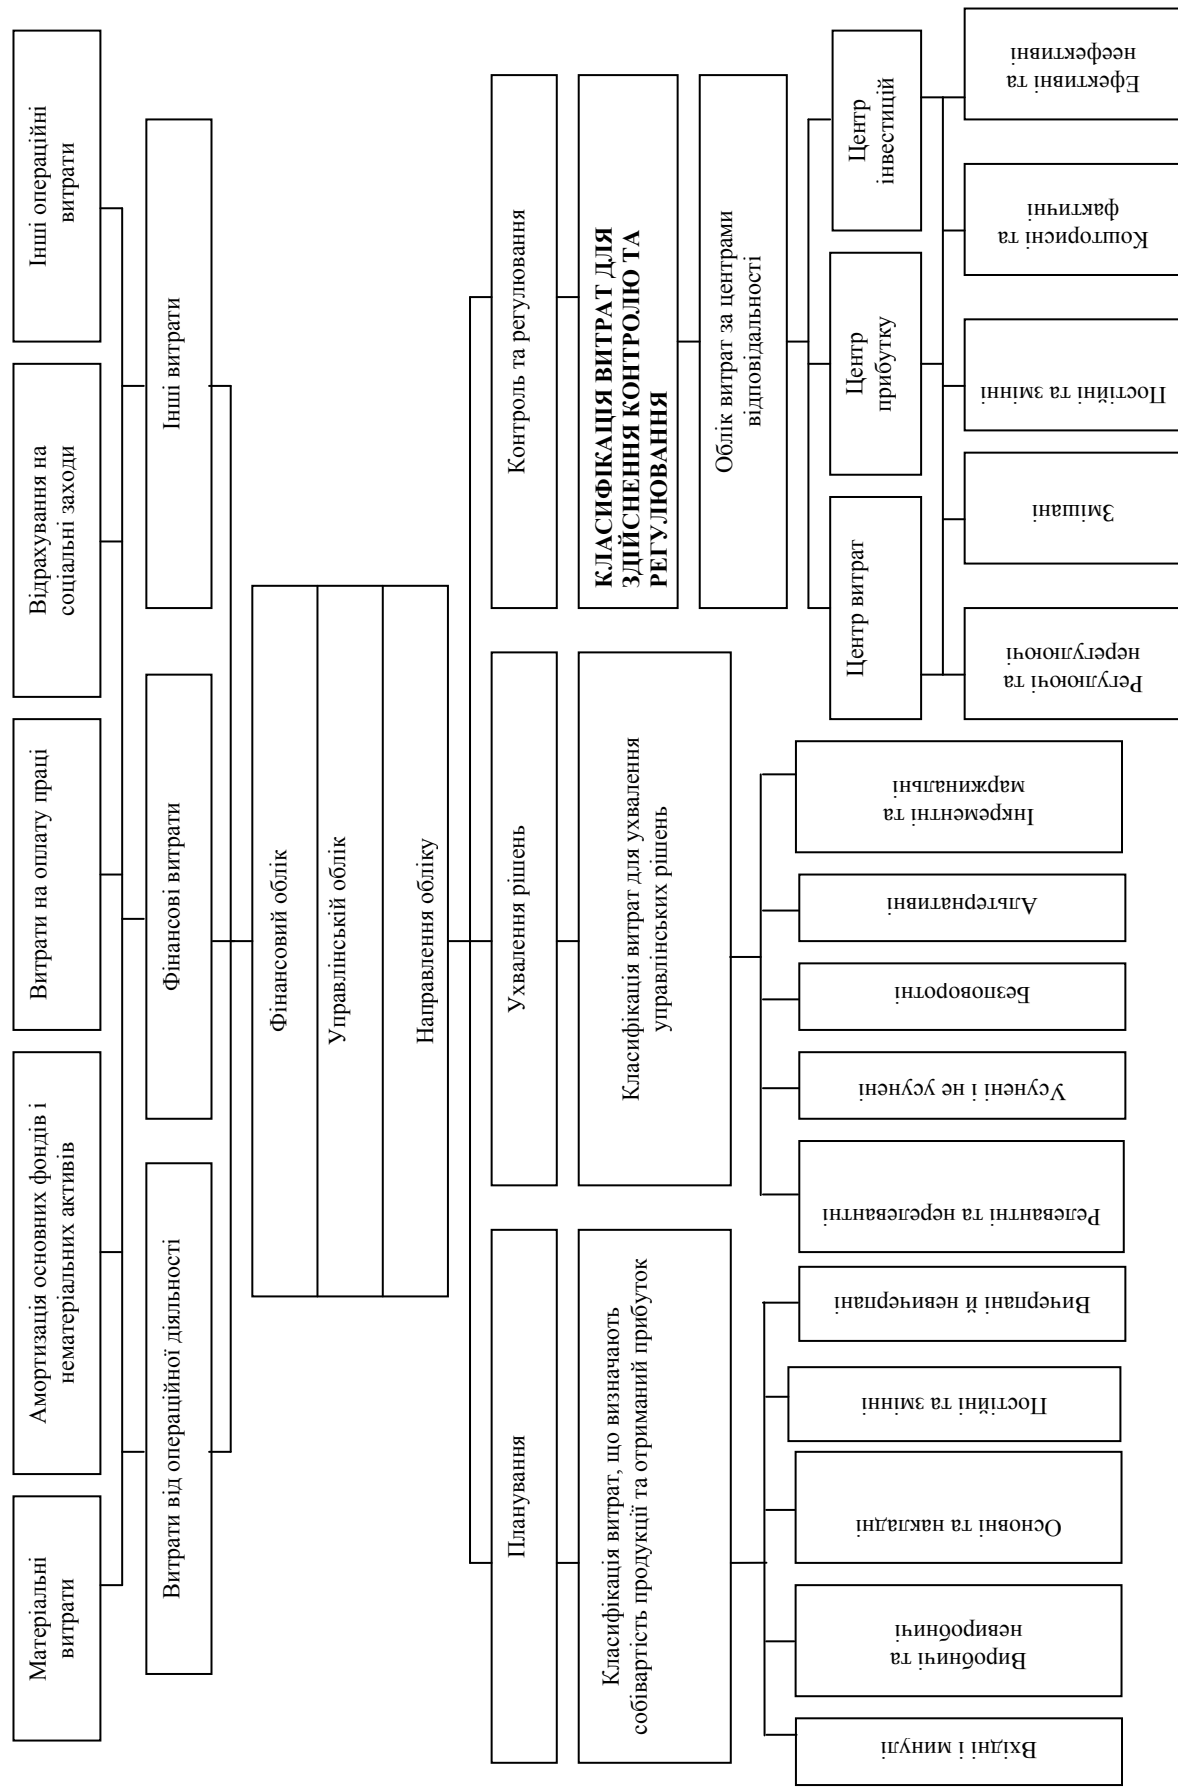 Матеріальні
витрати
Амортизація основних фондів і
нематеріальних активів
Витрати на оплату праці
Відрахування на
соціальні заходи
Інші операційні
витрати
Витрати від операційної діяльності
Фінансові витрати
Інші витрати
Фінансовий облік
Управлінській облік
Направлення обліку
Планування
Ухвалення рішень
Контроль та регулювання
Класифікація витрат, що визначають
собівартість продукції та отриманий прибуток
Класифікація витрат для ухвалення
управлінських рішень
КЛАСИФІКАЦІЯ ВИТРАТ ДЛЯ
ЗДІЙСНЕННЯ КОНТРОЛЮ ТА
РЕГУЛЮВАННЯ
Облік витрат за центрами
відповідальності
Центр витрат
Центр
прибутку
Центр
інвестицій
Вхідні і минулі
Виробничі та
невиробничі
Основні та накладні
Постійні та змінні
Вичерпані й невичерпані
Релевантні та нерелевантні
Усунені і не усунені
Безповоротні
Альтернативні
Інкрементні та
маржинальні
Регулюючі та
нерегулюючі
Змішані
Постійні та змінні
Кошторисні та
фактичні
Ефективні та
неефективні